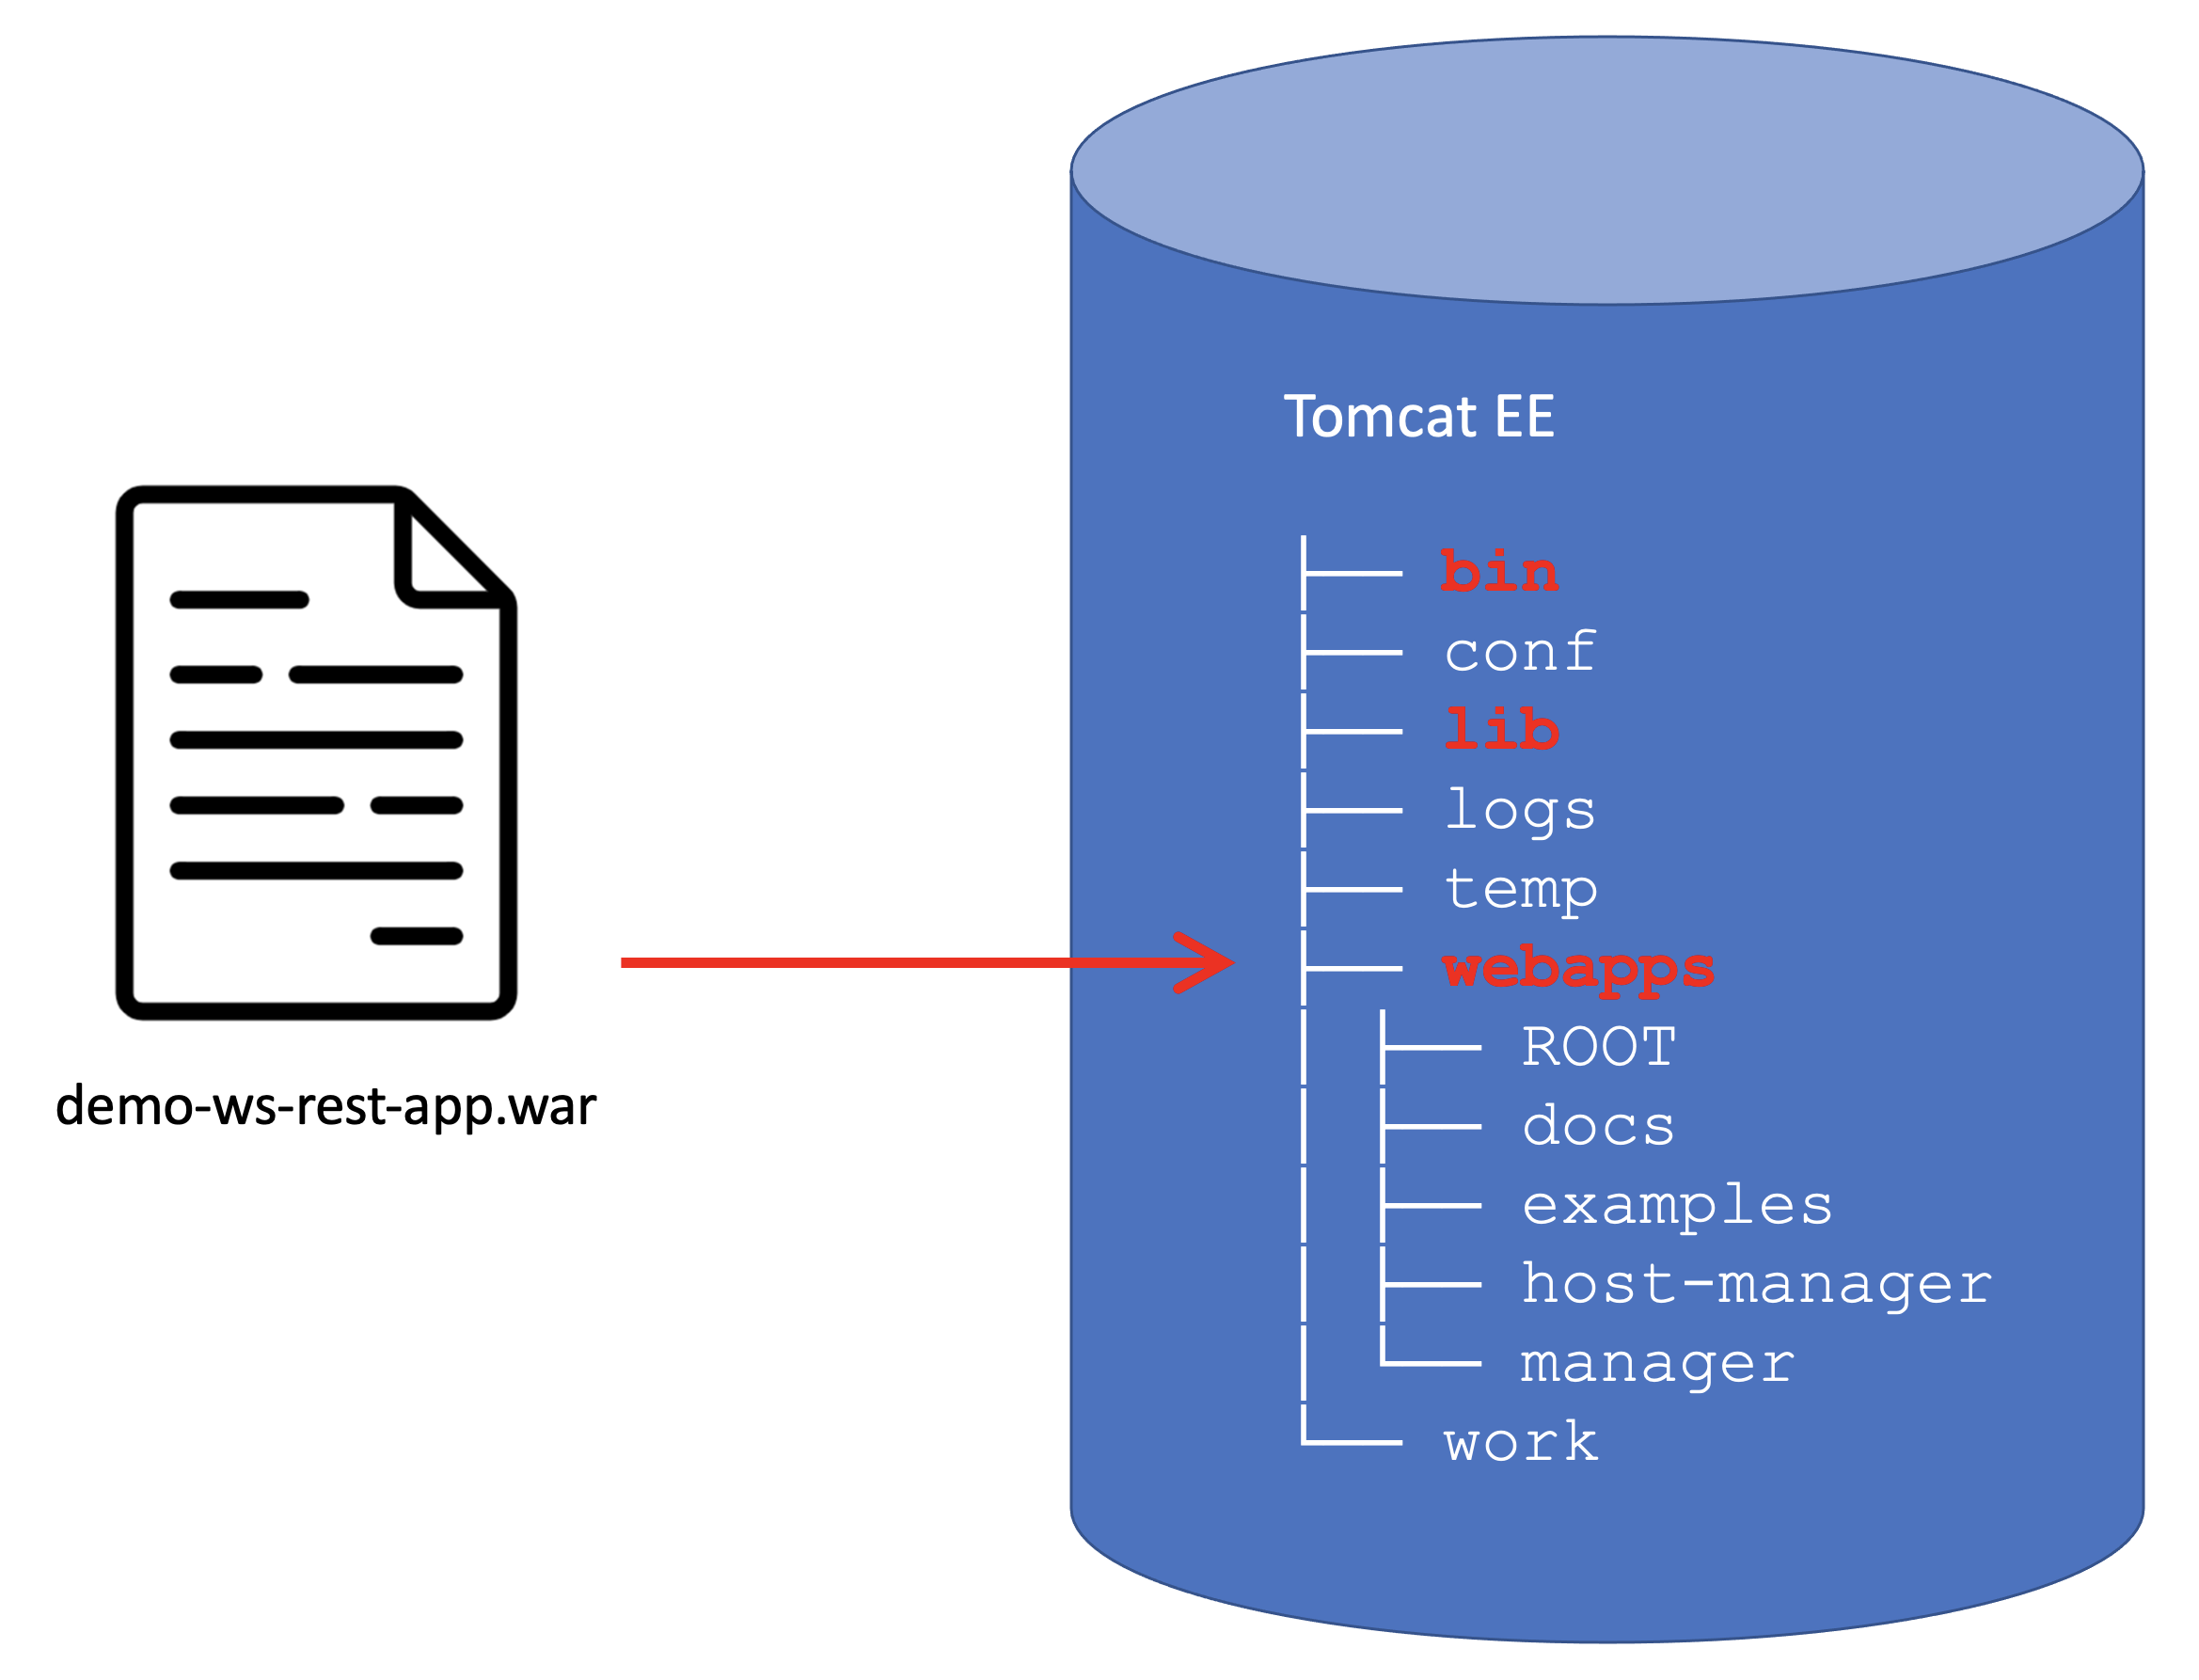 Tomcat EE
bin
conf
lib
logs
temp
webapps
ROOT
docs
examples
host-manager
manager
work
demo-ws-rest-app.war